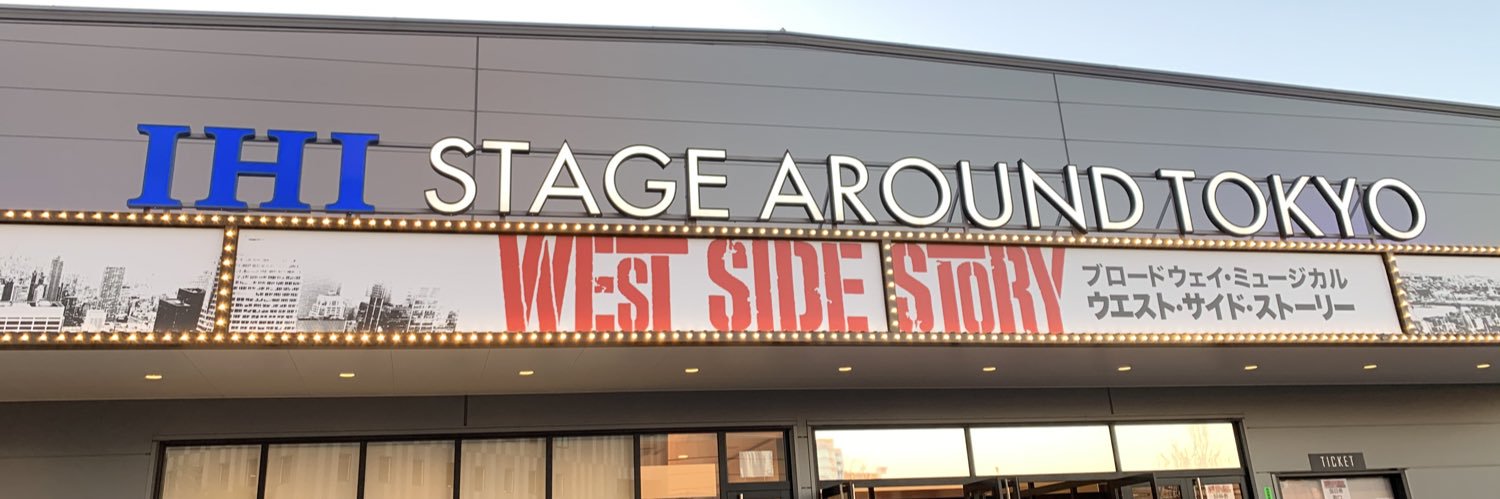 IHI STAGE AROUND TOKYO
WEST SIDE STORY
ブロードウェイ・ミュージカル
ウエスト・サイド・ストーリー
TICKET